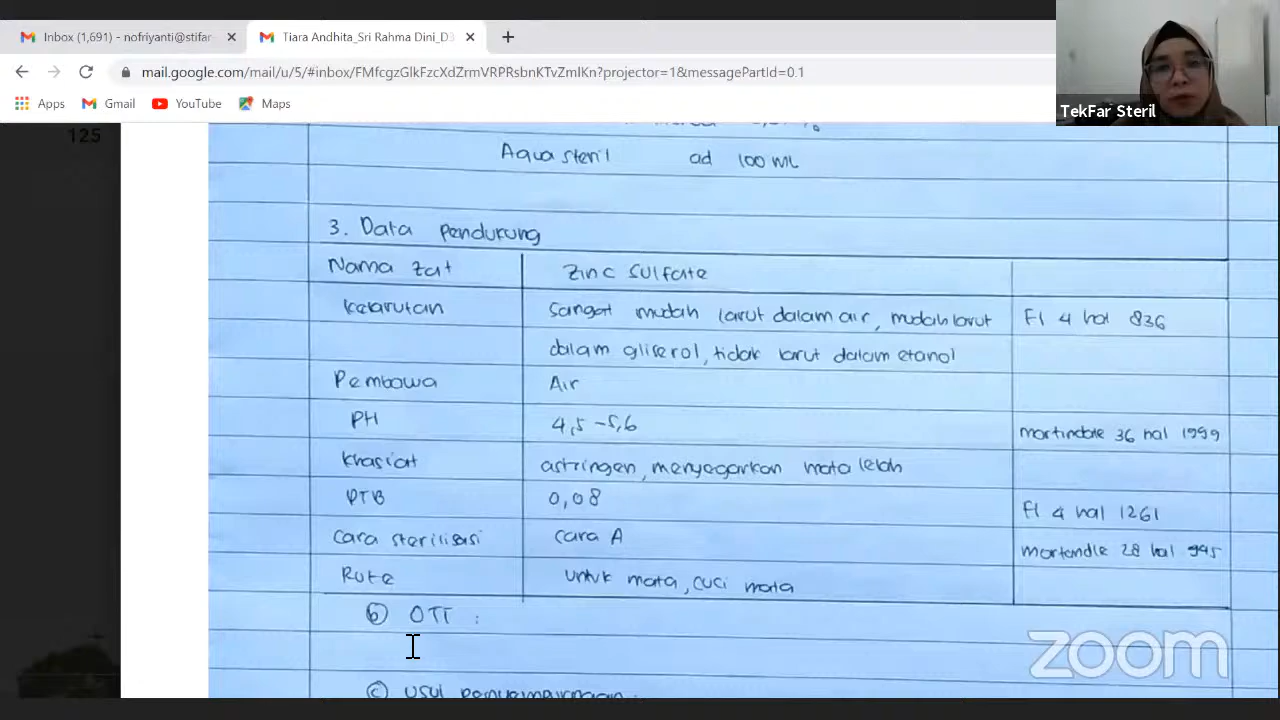 Inbox (1,691) - nofriyanti@stifar
Tiara Andhita_Sri Rahma Dini_D3
mail.google.com/mail/u/5/#inbox/FMfcgzGlkFzcXdZrmVRPRsbnKTvZmlKn?projector=1&messagePartId=0.1
Apps Gmail YouTube Maps
TekFar Steril
125
Aqua steril ad 100 mL
3. Data Pendukung
Nama zat Zinc Sulfate
Kelarutan Sangat mudah larut dalam air, mudah larut FI 4 hal 836
dalam gliserol, tidak larut dalam etanol
Pembawa Air
PH 4,5 - 5,6 martindale 36 hal 1999
Khasiat astringen, menyegarkan mata lelah
PTB 0,08 FI 4 hal 1261
Cara sterilisasi Cara A martendle 28 hal 945
Rute untuk mata, cuci mata
b OTT :
c usul penyempurnaan :
zoom